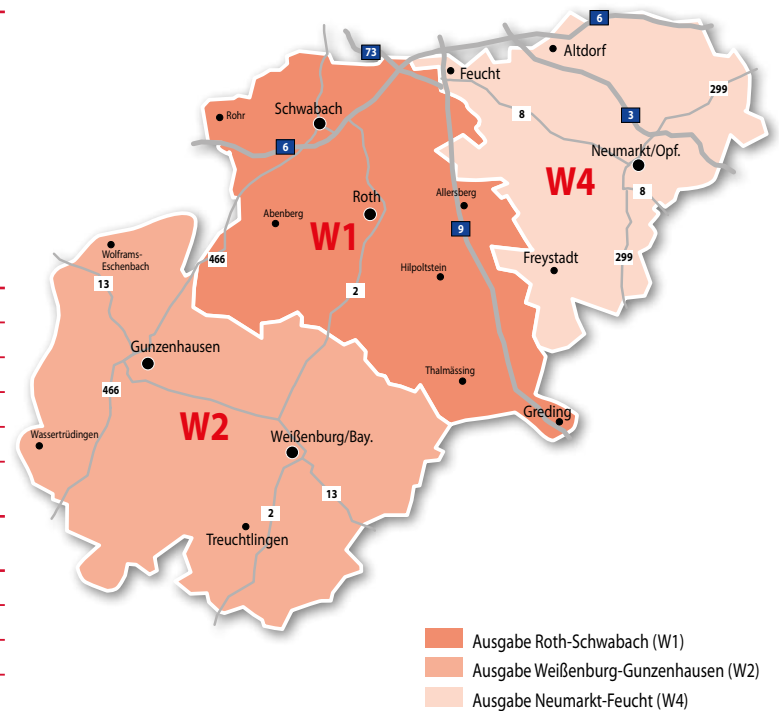 6
73
Altdorf
Feucht
299
8
3
Rohr
Schwabach
6
Neumarkt/Opf.
W4
8
Roth
Allersberg
Abenberg
W1
9
Wolframs-
Eschenbach
466
Freystadt
299
Hilpoltstein
13
2
Gunzenhausen
Thalmässing
466
Greding
W2
Wassertrüdingen
Weißenburg/Bay.
13
2
Treuchtlingen
Ausgabe Roth-Schwabach (W1)
Ausgabe Weißenburg-Gunzenhausen (W2)
Ausgabe Neumarkt-Feucht (W4)